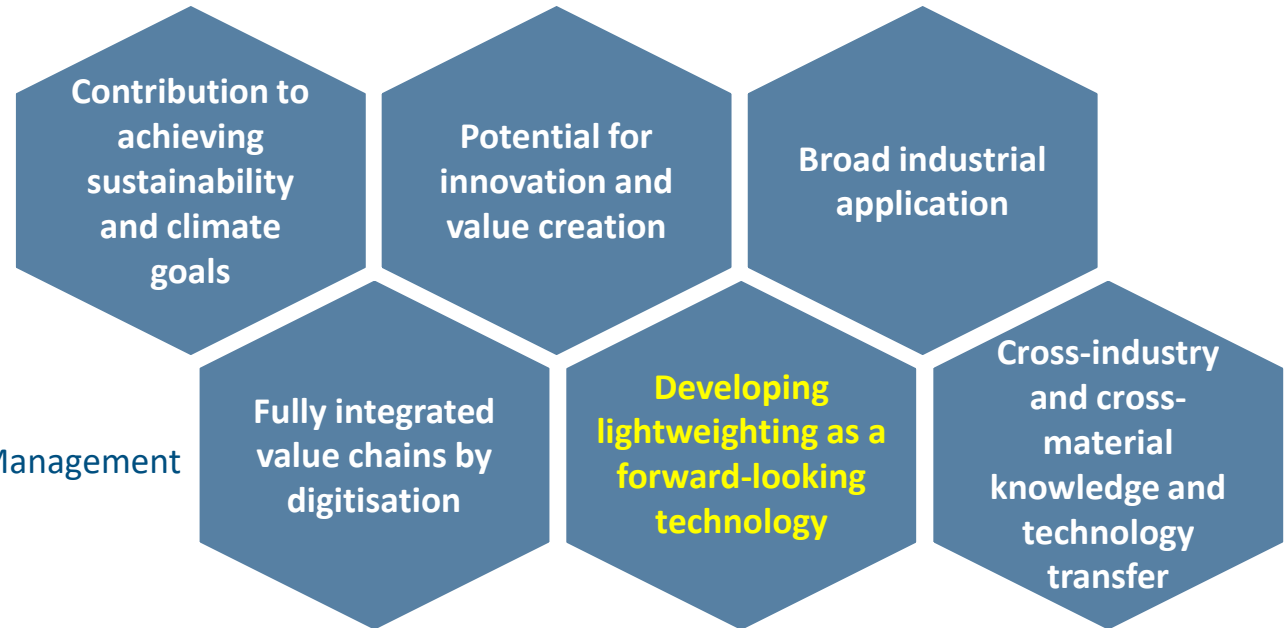 Contribution to
achieving
sustainability
and climate
goals
Potential for
innovation and
value creation
Broad industrial
application
Management
Fully integrated
value chains by
digitisation
Developing
lightweighting as a
forward-looking
technology
Cross-industry
and cross-
material
knowledge and
technology
transfer